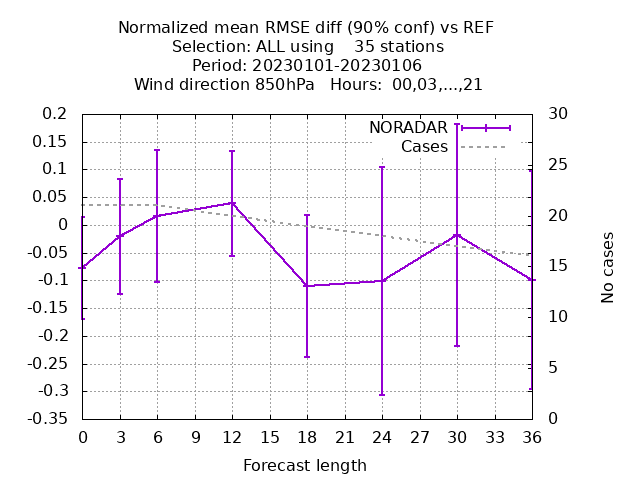 Normalized mean RMSE diff (90% conf) vs REF
Selection: ALL using    35 stations
Period: 20230101-20230106
Wind direction 850hPa   Hours:  00,03,...,21
NORADAR
Cases
0.2
0.15
0.1
0.05
0
-0.05
-0.1
-0.15
-0.2
-0.25
-0.3
-0.35
30
25
20
15
10
5
0
No cases
0 3 6 9 12 15 18 21 24 27 30 33 36
Forecast length